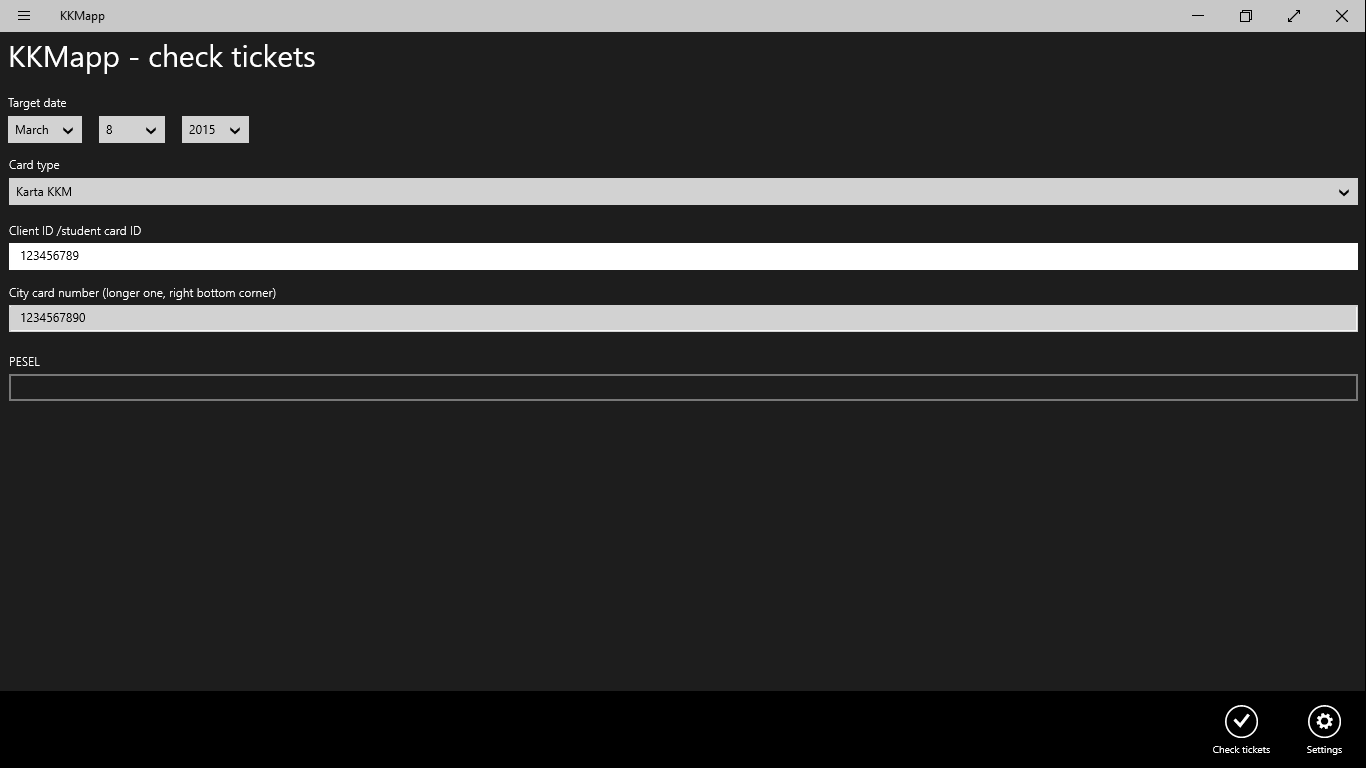 KKMapp
KKMapp - check tickets
Target date
March 8 2015
Card type
Karta KKM
Client ID /student card ID
123456789
City card number (longer one, right bottom corner)
1234567890
PESEL
Check tickets Settings